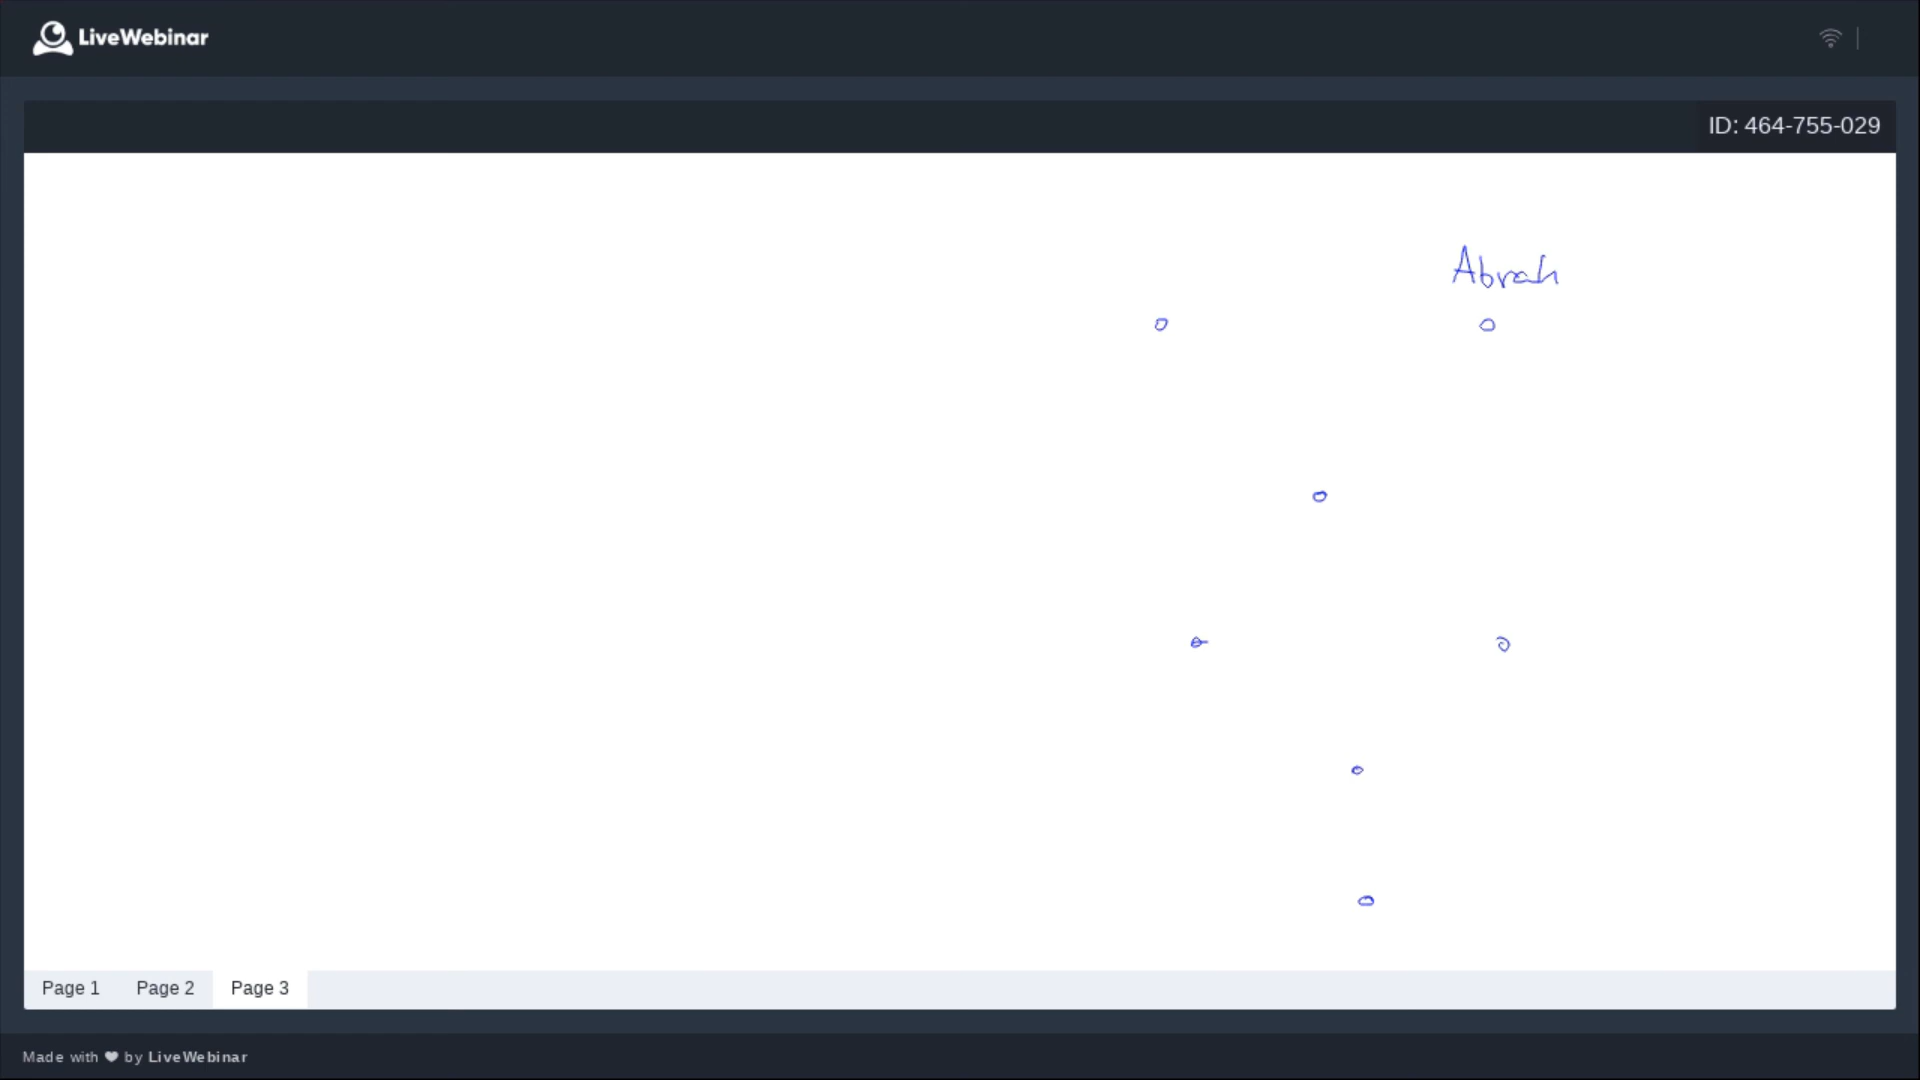 LiveWebinar
ID: 464-755-029
Abrah
Page 1 Page 2 Page 3
Made with ❤ by LiveWebinar